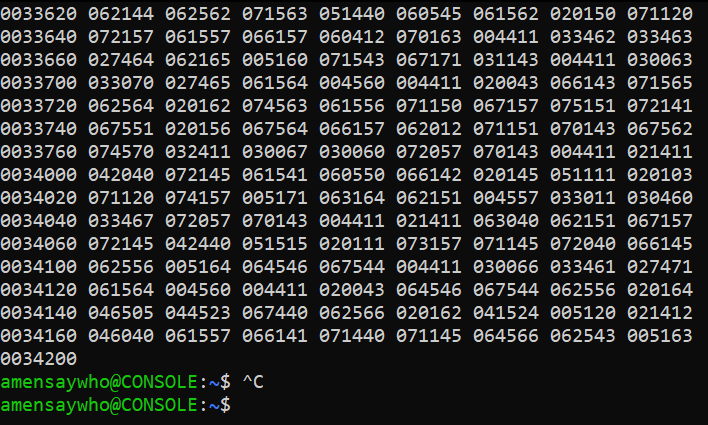 0033620 062144 062562 071563 051440 060545 061562 020150 071120
0033640 072157 061557 066157 060412 070163 004411 033462 033463
0033660 027464 062165 005160 071543 067171 031143 004411 030063
0033700 033070 027465 061564 004560 004411 020043 066143 071565
0033720 062564 020162 074563 061556 071150 067157 075151 072141
0033740 067551 020156 067564 066157 062012 071151 070143 067562
0033760 074570 032411 030067 030060 072057 070143 004411 021411
0034000 042040 072145 061541 060550 066142 020145 051111 020103
0034020 071120 074157 005171 063164 062151 004557 033011 030460
0034040 033467 072057 070143 004411 021411 063040 062151 067157
0034060 072145 042440 051515 020111 073157 071145 072040 066145
0034100 062556 005164 064546 067544 004411 030066 033461 027471
0034120 061564 004560 004411 020043 064546 067544 062556 020164
0034140 046505 044523 067440 062566 020162 041524 005120 021412
0034160 046040 061557 066141 071440 071145 064566 062543 005163
0034200
amensaywho@CONSOLE:~$ ^C
amensaywho@CONSOLE:~$